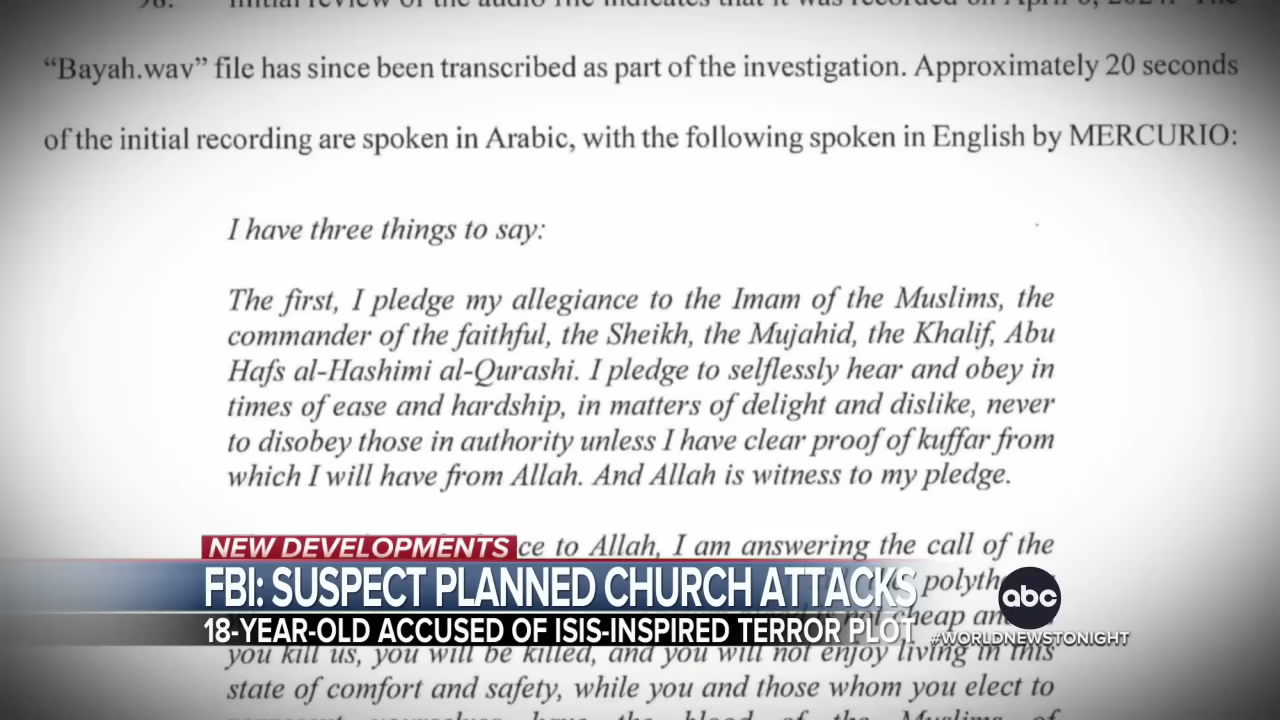 “Bayah.wav” file has since been transcribed as part of the investigation. Approximately 20 seconds
of the initial recording are spoken in Arabic, with the following spoken in English by MERCURIO:
I have three things to say:
The first, I pledge my allegiance to the Imam of the Muslims, the
commander of the faithful, the Sheikh, the Mujahid, the Khalif, Abu
Hafs al-Hashimi al-Qurashi. I pledge to selflessly hear and obey in
times of ease and hardship, in matters of delight and dislike, never
to disobey those in authority unless I have clear proof of kuffar from
which I will have from Allah. And Allah is witness to my pledge.
to Allah, I am answering the call of the
cheap
you kill us, you will be killed, and you will not enjoy living in this
state of comfort and safety, while you and those whom you elect to
NEW DEVELOPMENTS
FBI: SUSPECT PLANNED CHURCH ATTACKS
18-YEAR-OLD ACCUSED OF ISIS-INSPIRED TERROR PLOT
abc
#WORLDNEWSTONIGHT